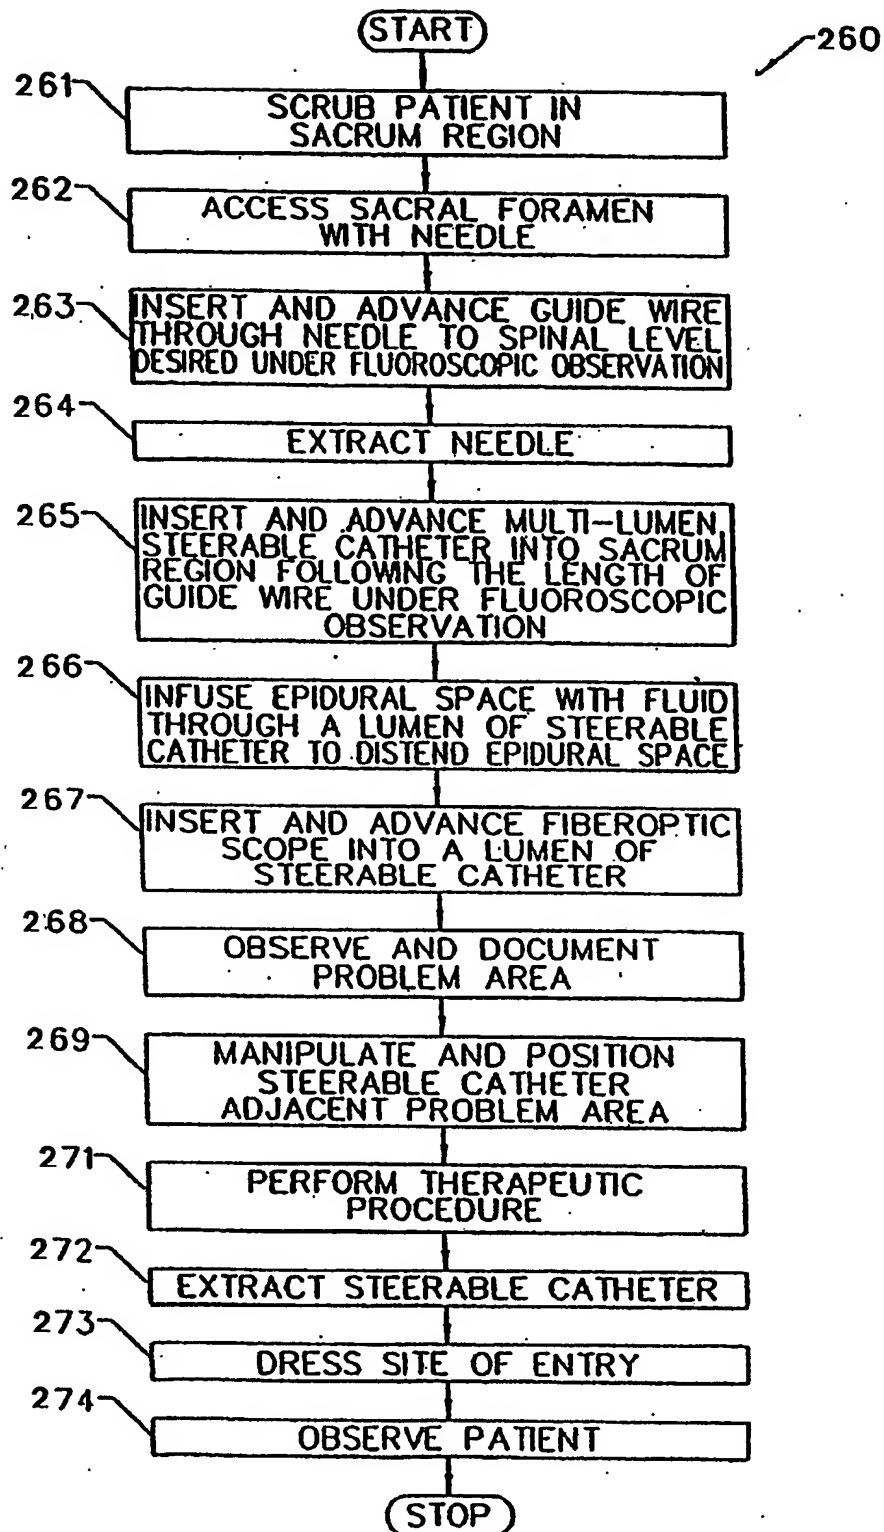 START
260
261
SCRUB PATIENT IN
SACRUM REGION
262
ACCESS SACRAL FORAMEN
WITH NEEDLE
263
INSERT AND ADVANCE GUIDE WIRE
THROUGH NEEDLE TO SPINAL LEVEL
DESIRED UNDER FLUOROSCOPIC OBSERVATION
264
EXTRACT NEEDLE
265
INSERT AND ADVANCE MULTI-LUMEN
STEERABLE CATHETER INTO SACRUM
REGION FOLLOWING THE LENGTH OF
GUIDE WIRE UNDER FLUOROSCOPIC
OBSERVATION
266
INFUSE EPIDURAL SPACE WITH FLUID
THROUGH A LUMEN OF STEERABLE
CATHETER TO DISTEND EPIDURAL SPACE
267
INSERT AND ADVANCE FIBEROPTIC
SCOPE INTO A LUMEN OF
STEERABLE CATHETER
268
OBSERVE AND DOCUMENT
PROBLEM AREA
269
MANIPULATE AND POSITION
STEERABLE CATHETER
ADJACENT PROBLEM AREA
271
PERFORM THERAPEUTIC
PROCEDURE
272
EXTRACT STEERABLE CATHETER
273
DRESS SITE OF ENTRY
274
OBSERVE PATIENT
STOP